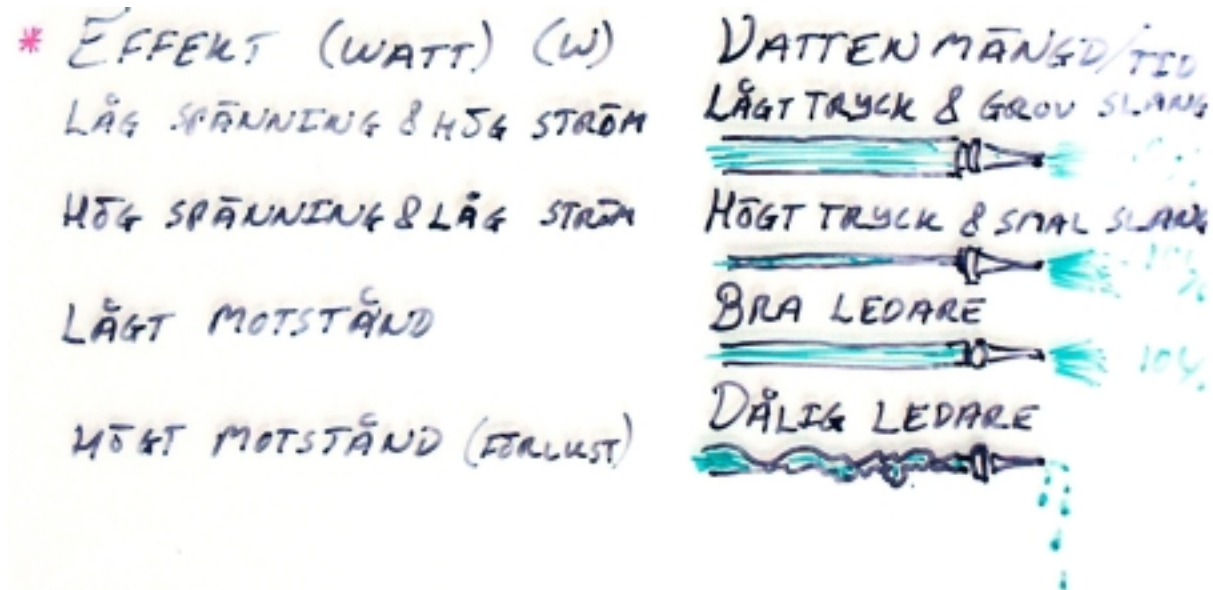 * EFFEKT (WATT) (W)
VATTENMÄNGD/TID
LÅG SPÄNNING & HÖG STRÖM
LÅGT TRYCK & GROV SLANG
HÖG SPÄNNING & LÅG STRÖM
HÖGT TRYCK & SMAL SLANG
LÅGT MOTSTÅND
BRA LEDARE
HÖGT MOTSTÅND (FÖRLUST)
DÅLIG LEDARE